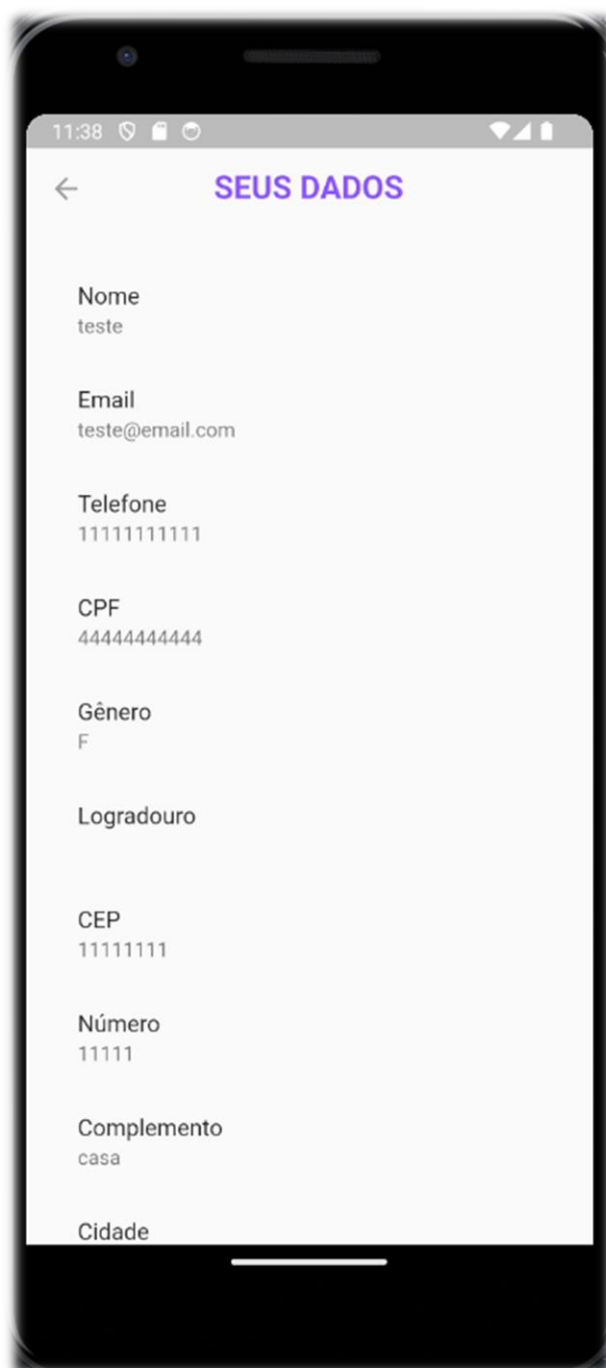 11:38
SEUS DADOS
Nome
teste
Email
teste@email.com
Telefone
11111111111
CPF
44444444444
Gênero
F
Logradouro
CEP
11111111
Número
11111
Complemento
casa
Cidade